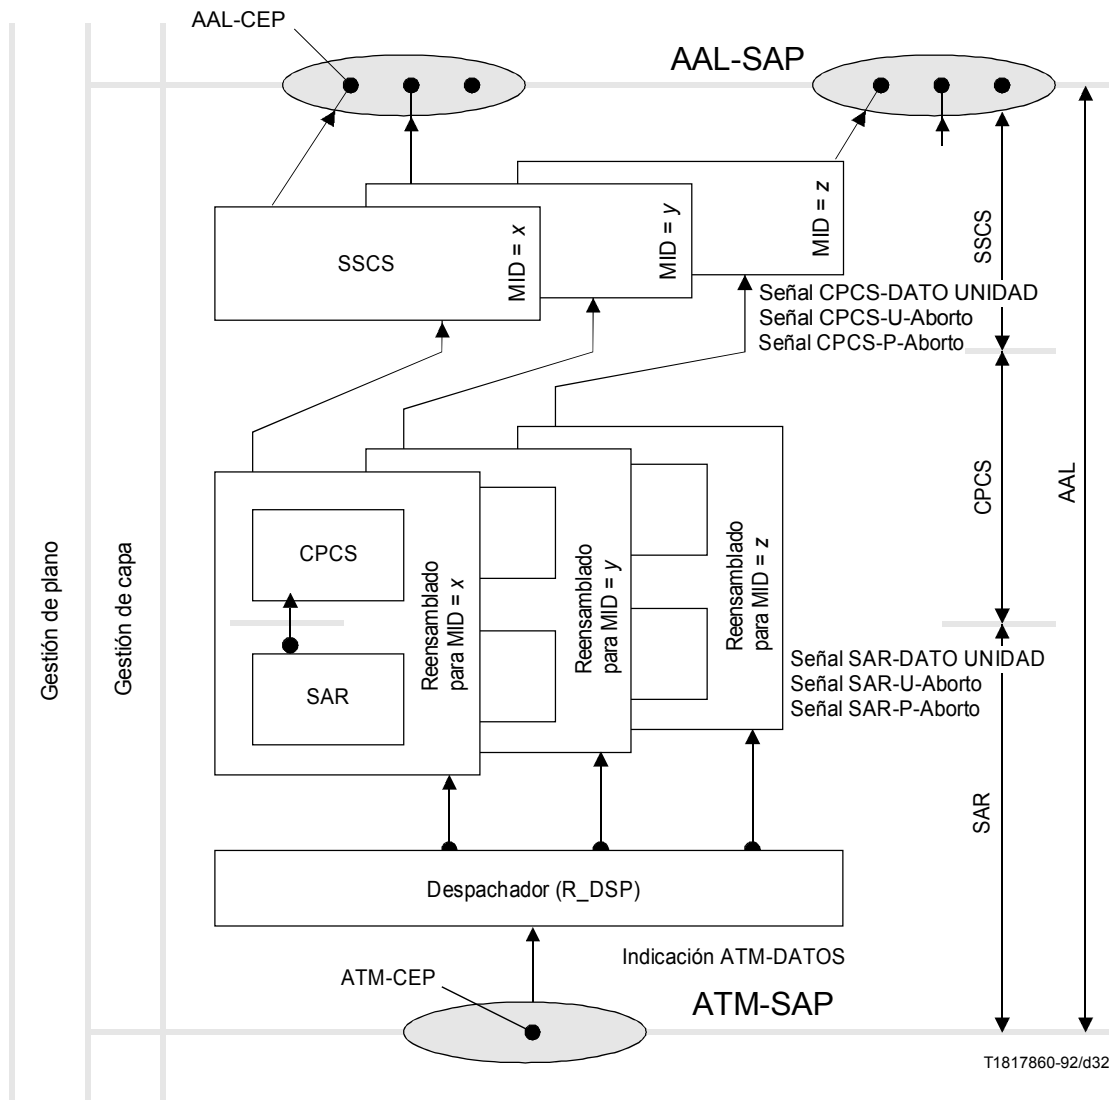 AAL-CEP
AAL-SAP
MID = z
MID = y
MID = x
SSCS
SSCS
Señal CPCS-DATO UNIDAD
Señal CPCS-U-Aborto
Señal CPCS-P-Aborto
CPCS
AAL
Gestión de plano
Gestión de capa
CPCS
SAR
Reensamblado
para MID = x
Reensamblado
para MID = y
Reensamblado
para MID = z
Señal SAR-DATO UNIDAD
Señal SAR-U-Aborto
Señal SAR-P-Aborto
SAR
Despachador (R_DSP)
Indicación ATM-DATOS
ATM-CEP
ATM-SAP
T1817860-92/d32